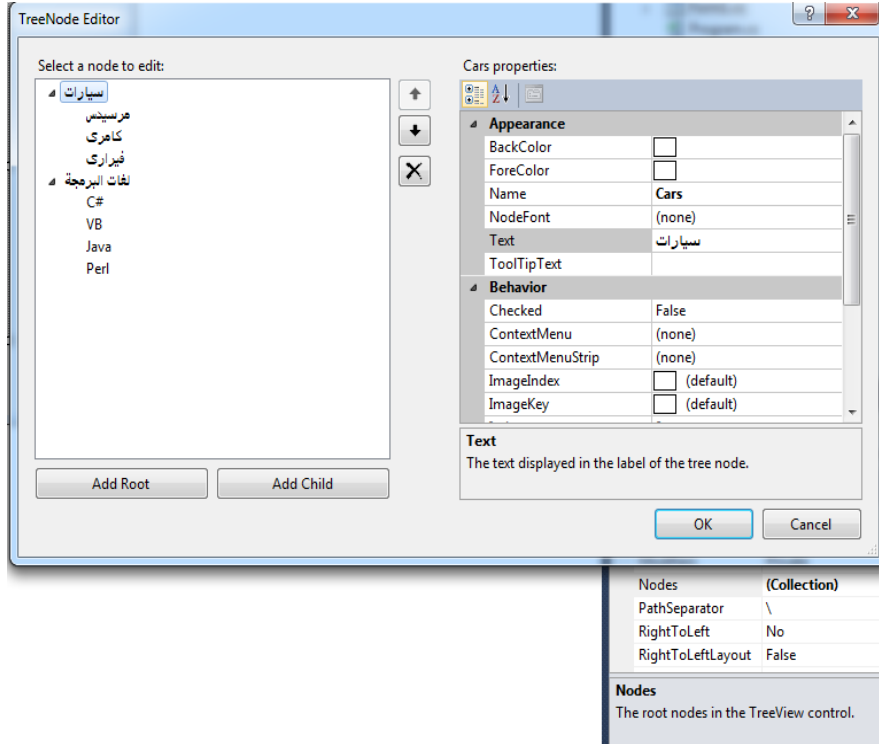 TreeNode Editor
Select a node to edit:
سيارات
مرسيدس
كامرى
فيرارى
لغات البرمجة
C#
VB
Java
Perl
Add Root
Add Child
Cars properties:
Appearance
BackColor
ForeColor
Name Cars
NodeFont (none)
Text سيارات
ToolTipText
Behavior
Checked False
ContextMenu (none)
ContextMenuStrip (none)
ImageIndex (default)
ImageKey (default)
Text
The text displayed in the label of the tree node.
OK
Cancel
Nodes (Collection)
PathSeparator \
RightToLeft No
RightToLeftLayout False
Nodes
The root nodes in the TreeView control.